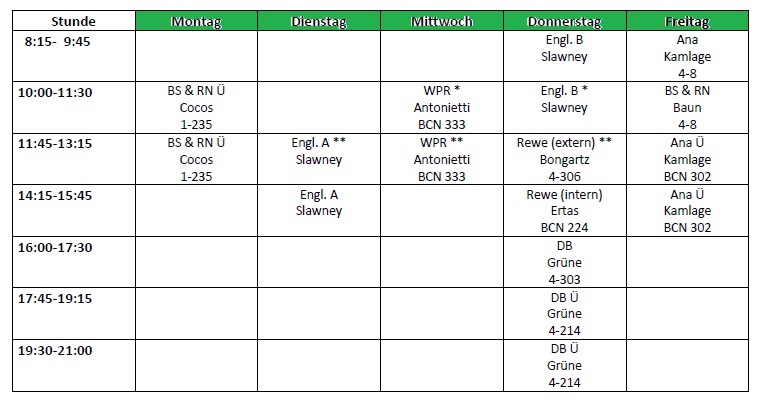 Stunde Montag Dienstag Mittwoch Donnerstag Freitag
8:15- 9:45
Engl. B
Slawney
Ana
Kamlage
4-8
10:00-11:30
BS & RN Ü
Cocos
1-235
WPR *
Antonietti
BCN 333
Engl. B *
Slawney
BS & RN
Baun
4-8
11:45-13:15
BS & RN Ü
Cocos
1-235
Engl. A **
Slawney
WPR **
Antonietti
BCN 333
Rewe (extern) **
Bongartz
4-306
Ana Ü
Kamlage
BCN 302
14:15-15:45
Engl. A
Slawney
Rewe (intern)
Ertas
BCN 224
Ana Ü
Kamlage
BCN 302
16:00-17:30
DB
Grüne
4-303
17:45-19:15
DB Ü
Grüne
4-214
19:30-21:00
DB Ü
Grüne
4-214